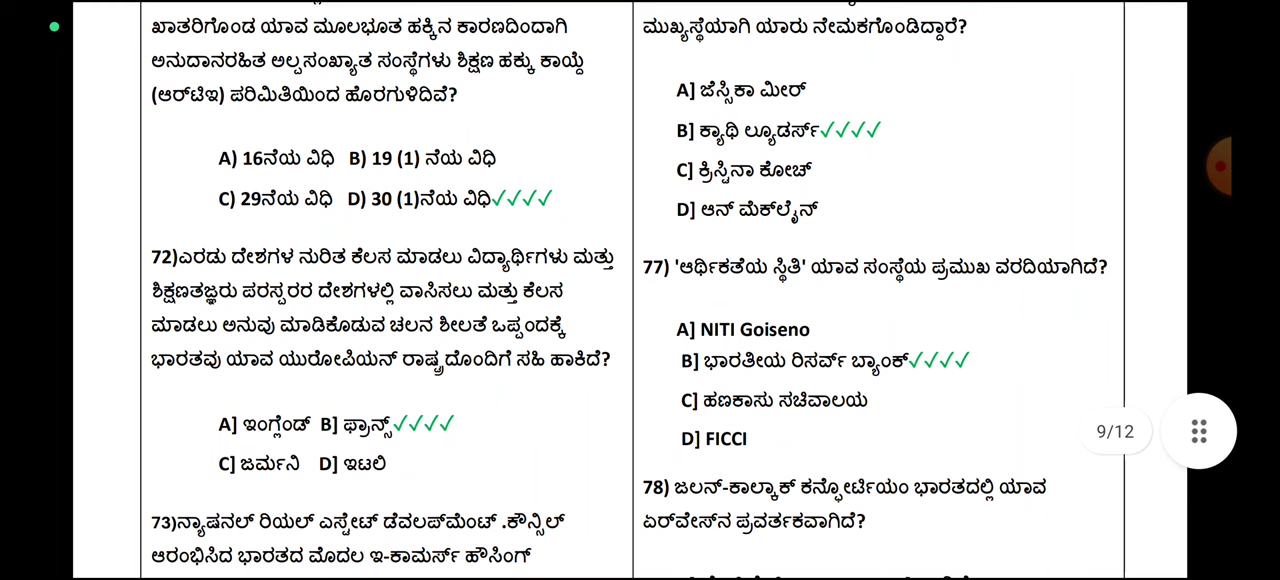 ಖಾತರಿಗೊಂಡ ಯಾವ ಮೂಲಭೂತ ಹಕ್ಕಿನ ಕಾರಣದಿಂದಾಗಿ
ಅನುದಾನರಹಿತ ಅಲ್ಪಸಂಖ್ಯಾತ ಸಂಸ್ಥೆಗಳು ಶಿಕ್ಷಣ ಹಕ್ಕು ಕಾಯ್ದೆ
(ಆರ್‌ಟಿಇ) ಪರಿಮಿತಿಯಿಂದ ಹೊರಗುಳಿದಿವೆ?
A) 16ನೆಯ ವಿಧಿ B) 19 (1) ನೆಯ ವಿಧಿ
C) 29ನೆಯ ವಿಧಿ D) 30 (1)ನೆಯ ವಿಧಿ✓✓✓✓
72)ಎರಡು ದೇಶಗಳ ನುರಿತ ಕೆಲಸ ಮಾಡಲು ವಿದ್ಯಾರ್ಥಿಗಳು ಮತ್ತು
ಶಿಕ್ಷಣತಜ್ಞರು ಪರಸ್ಪರರ ದೇಶಗಳಲ್ಲಿ ವಾಸಿಸಲು ಮತ್ತು ಕೆಲಸ
ಮಾಡಲು ಅನುವು ಮಾಡಿಕೊಡುವ ಚಲನ ಶೀಲತೆ ಒಪ್ಪಂದಕ್ಕೆ
ಭಾರತವು ಯಾವ ಯುರೋಪಿಯನ್ ರಾಷ್ಟ್ರದೊಂದಿಗೆ ಸಹಿ ಹಾಕಿದೆ?
A] ಇಂಗ್ಲೆಂಡ್ B] ಫ್ರಾನ್ಸ್✓✓✓✓
C] ಜರ್ಮನಿ D] ಇಟಲಿ
73)ನ್ಯಾಷನಲ್ ರಿಯಲ್ ಎಸ್ಟೇಟ್ ಡೆವಲಪ್‌ಮೆಂಟ್ .ಕೌನ್ಸಿಲ್
ಆರಂಭಿಸಿದ ಭಾರತದ ಮೊದಲ ಇ-ಕಾಮರ್ಸ್ ಹೌಸಿಂಗ್
ಮುಖ್ಯಸ್ಥೆಯಾಗಿ ಯಾರು ನೇಮಕಗೊಂಡಿದ್ದಾರೆ?
A] ಜೆಸ್ಸಿಕಾ ಮೀರ್
B] ಕ್ಯಾಥಿ ಲ್ಯೂಡರ್ಸ್✓✓✓✓
C] ಕ್ರಿಸ್ಟಿನಾ ಕೋಚ್
D] ಆನ್ ಮೆಕ್‌ಲೈನ್
77) 'ಆರ್ಥಿಕತೆಯ ಸ್ಥಿತಿ' ಯಾವ ಸಂಸ್ಥೆಯ ಪ್ರಮುಖ ವರದಿಯಾಗಿದೆ?
A] NITI Goiseno
B] ಭಾರತೀಯ ರಿಸರ್ವ್ ಬ್ಯಾಂಕ್✓✓✓✓
C] ಹಣಕಾಸು ಸಚಿವಾಲಯ
D] FICCI
78) ಜಲನ್-ಕಾಲ್ಕಾಕ್ ಕನ್ಸೋರ್ಟಿಯಂ ಭಾರತದಲ್ಲಿ ಯಾವ
ಏರ್‌ವೇಸ್‌ನ ಪ್ರವರ್ತಕವಾಗಿದೆ?
9/12